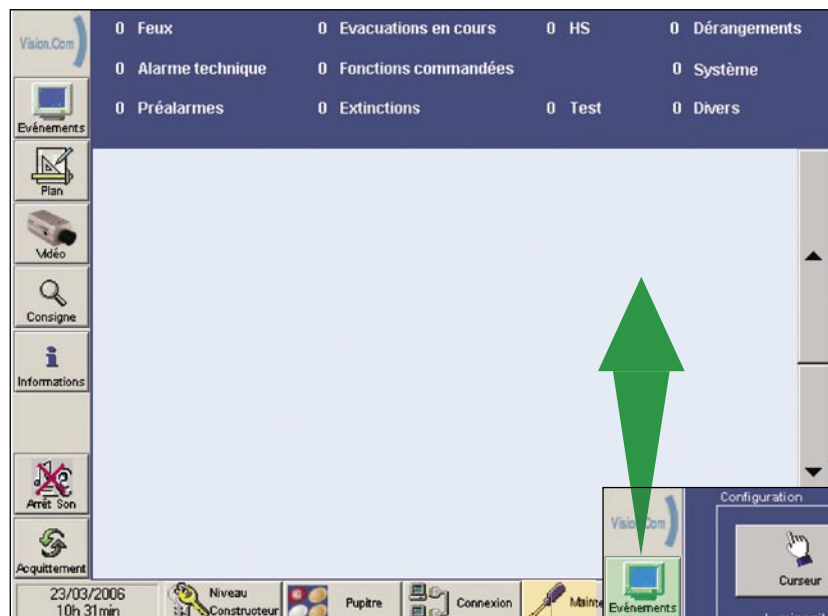 Vision.Com
0 Feux 0 Evacuations en cours 0 HS 0 Dérangements
0 Alarme technique 0 Fonctions commandées 0 Système
0 Préalarmes 0 Extinctions 0 Test 0 Divers
Evénements
Plan
Vidéo
Consigne
Informations
Arrêt Son
Acquittement
23/03/2006
10h 31min
Niveau
Constructeur
Pupitre
Connexion
Configuration
Curseur
Evénements